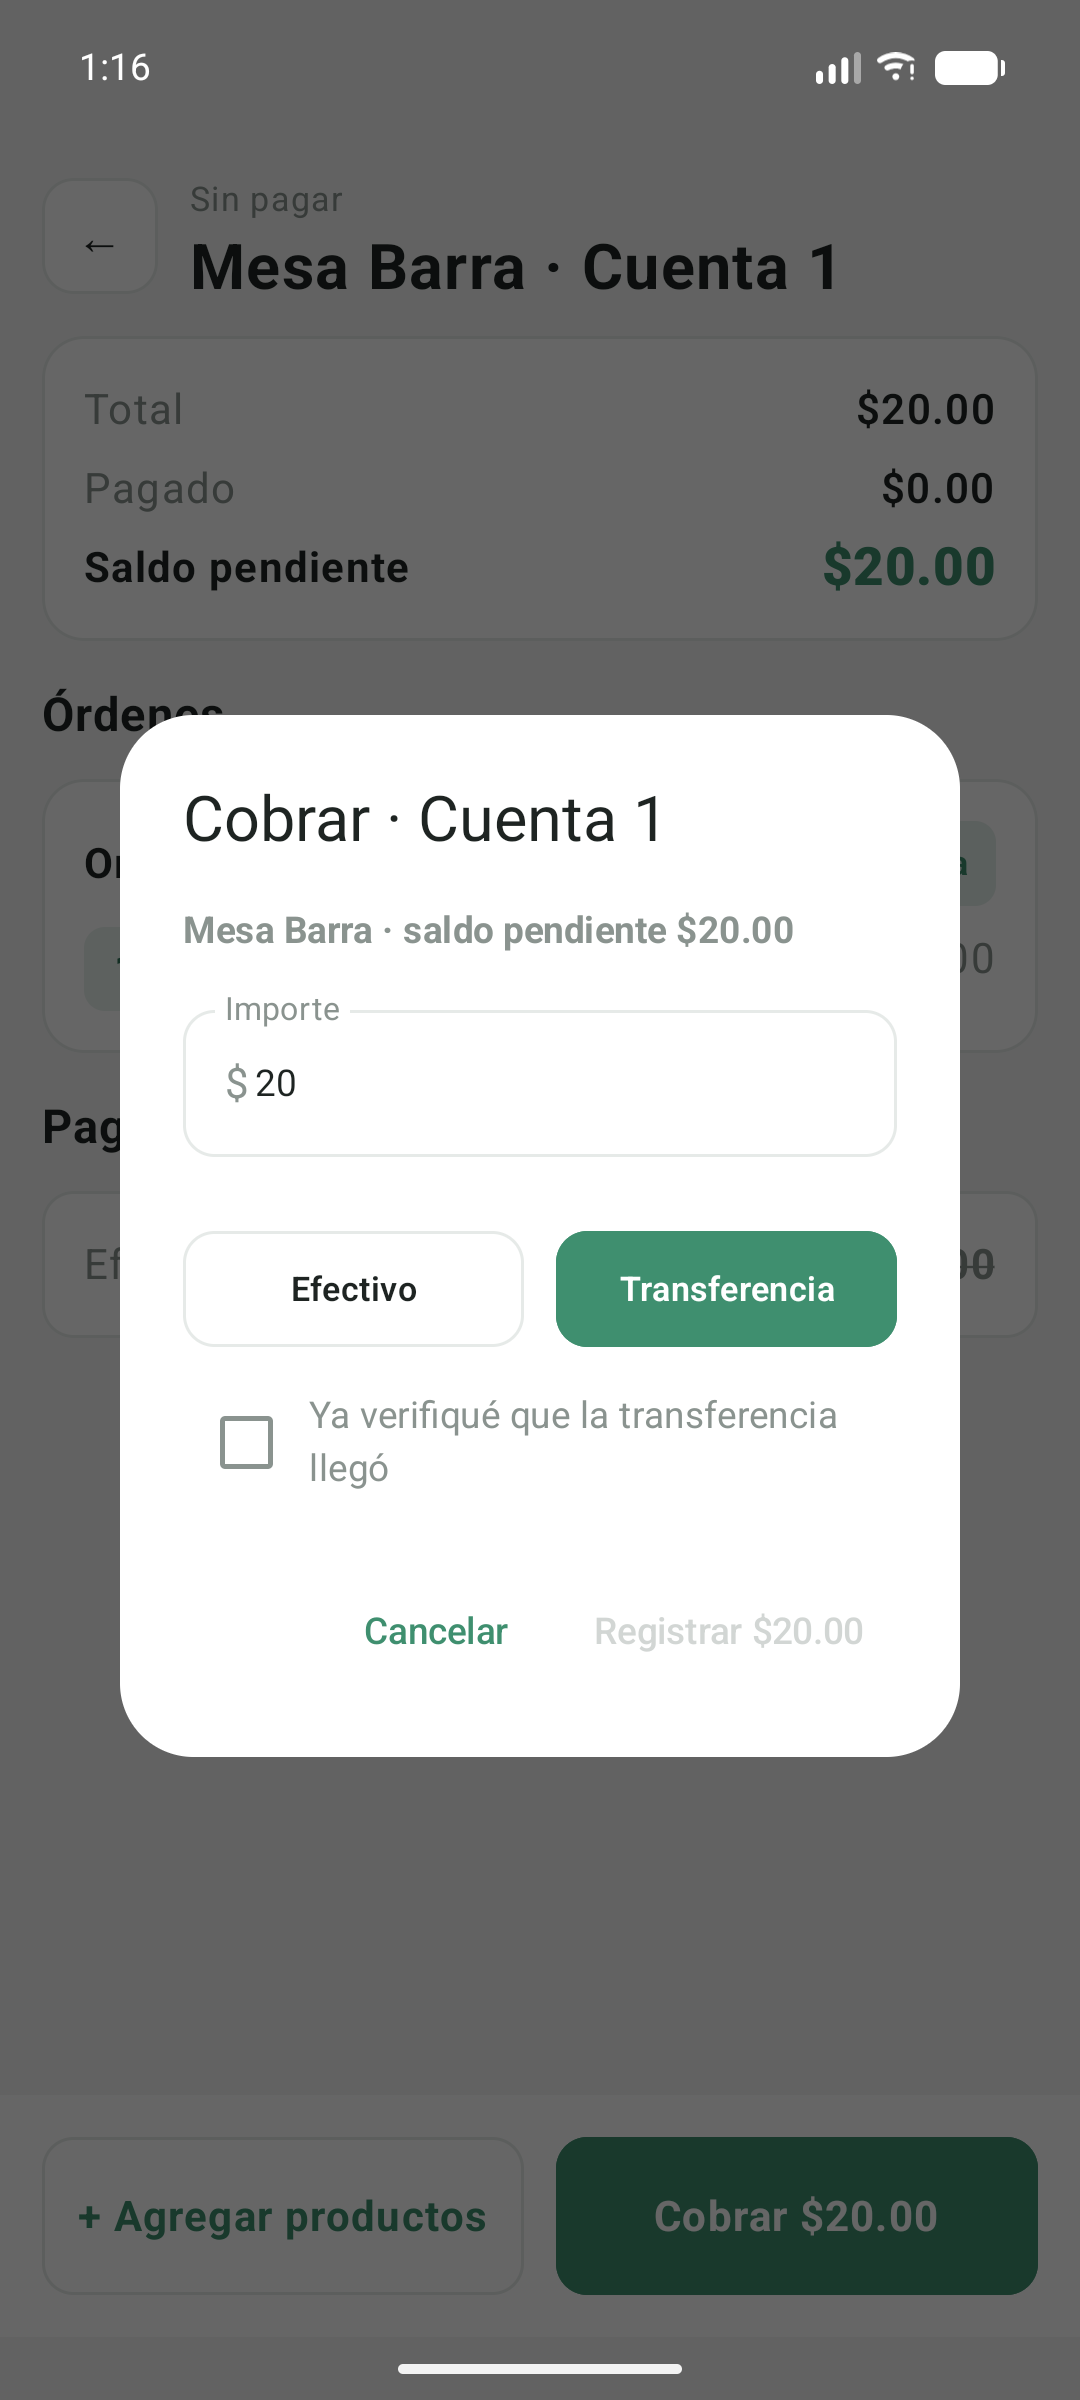 1:16
Sin pagar
←
Mesa Barra · Cuenta 1
Total $20.00
Pagado $0.00
Saldo pendiente $20.00
Cobrar · Cuenta 1
Mesa Barra · saldo pendiente $20.00
Importe
$ 20
Efectivo Transferencia
Ya verifiqué que la transferencia
llegó
Cancelar Registrar $20.00
+ Agregar productos Cobrar $20.00